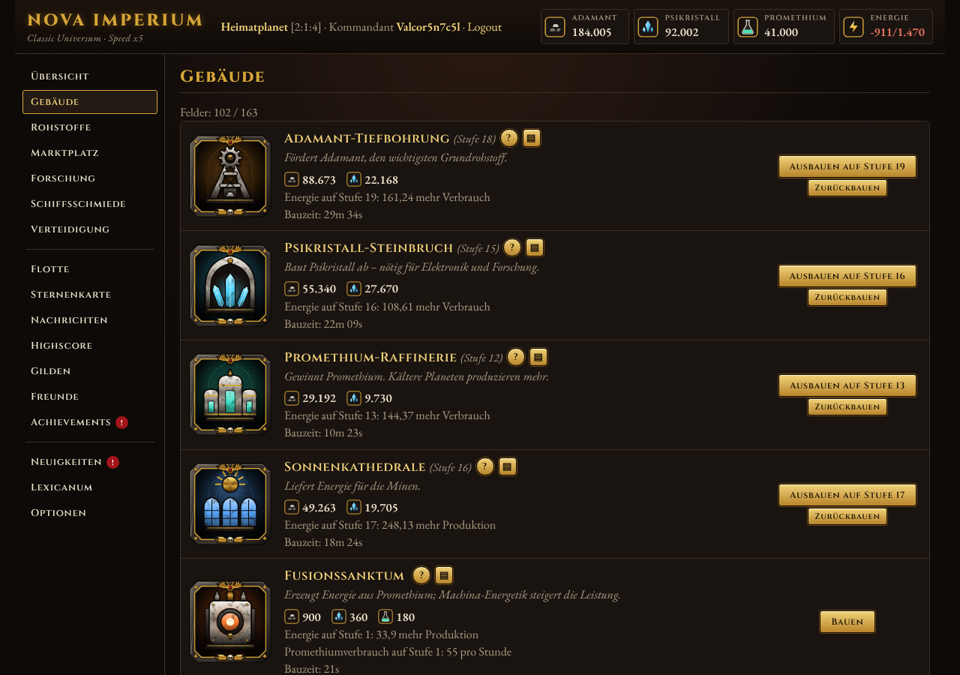 NOVA IMPERIUM
Classic Universum · Speed x5
Heimatplanet [2:1:4] · Kommandant Valcor5n7c5l · Logout
ADAMANT
184.005
PSIKRISTALL
92.002
PROMETHIUM
41.000
ENERGIE
-911/1.470
ÜBERSICHT
GEBÄUDE
ROHSTOFFE
MARKTPLATZ
FORSCHUNG
SCHIFFSSCHMIEDE
VERTEIDIGUNG
FLOTTE
STERNENKARTE
NACHRICHTEN
HIGHSCORE
GILDEN
FREUNDE
ACHIEVEMENTS !
NEUIGKEITEN !
LEXICANUM
OPTIONEN
GEBÄUDE
Felder: 102 / 163
ADAMANT-TIEFBOHRUNG (Stufe 18) ?
Fördert Adamant, den wichtigsten Grundrohstoff.
88.673 22.168
Energie auf Stufe 19: 161,24 mehr Verbrauch
Bauzeit: 29m 34s
AUSBAUEN AUF STUFE 19
ZURÜCKBAUEN
PSIKRISTALL-STEINBRUCH (Stufe 15) ?
Baut Psikristall ab – nötig für Elektronik und Forschung.
55.340 27.670
Energie auf Stufe 16: 108,61 mehr Verbrauch
Bauzeit: 22m 09s
AUSBAUEN AUF STUFE 16
ZURÜCKBAUEN
PROMETHIUM-RAFFINERIE (Stufe 12) ?
Gewinnt Promethium. Kältere Planeten produzieren mehr.
29.192 9.730
Energie auf Stufe 13: 144,37 mehr Verbrauch
Bauzeit: 10m 23s
AUSBAUEN AUF STUFE 13
ZURÜCKBAUEN
SONNENKATHEDRALE (Stufe 16) ?
Liefert Energie für die Minen.
49.263 19.705
Energie auf Stufe 17: 248,13 mehr Produktion
Bauzeit: 18m 24s
AUSBAUEN AUF STUFE 17
ZURÜCKBAUEN
FUSIONSSANKTUM ?
Erzeugt Energie aus Promethium; Machina-Energetik steigert die Leistung.
900 360 180
Energie auf Stufe 1: 33,9 mehr Produktion
Promethiumverbrauch auf Stufe 1: 55 pro Stunde
Bauzeit: 21s
BAUEN